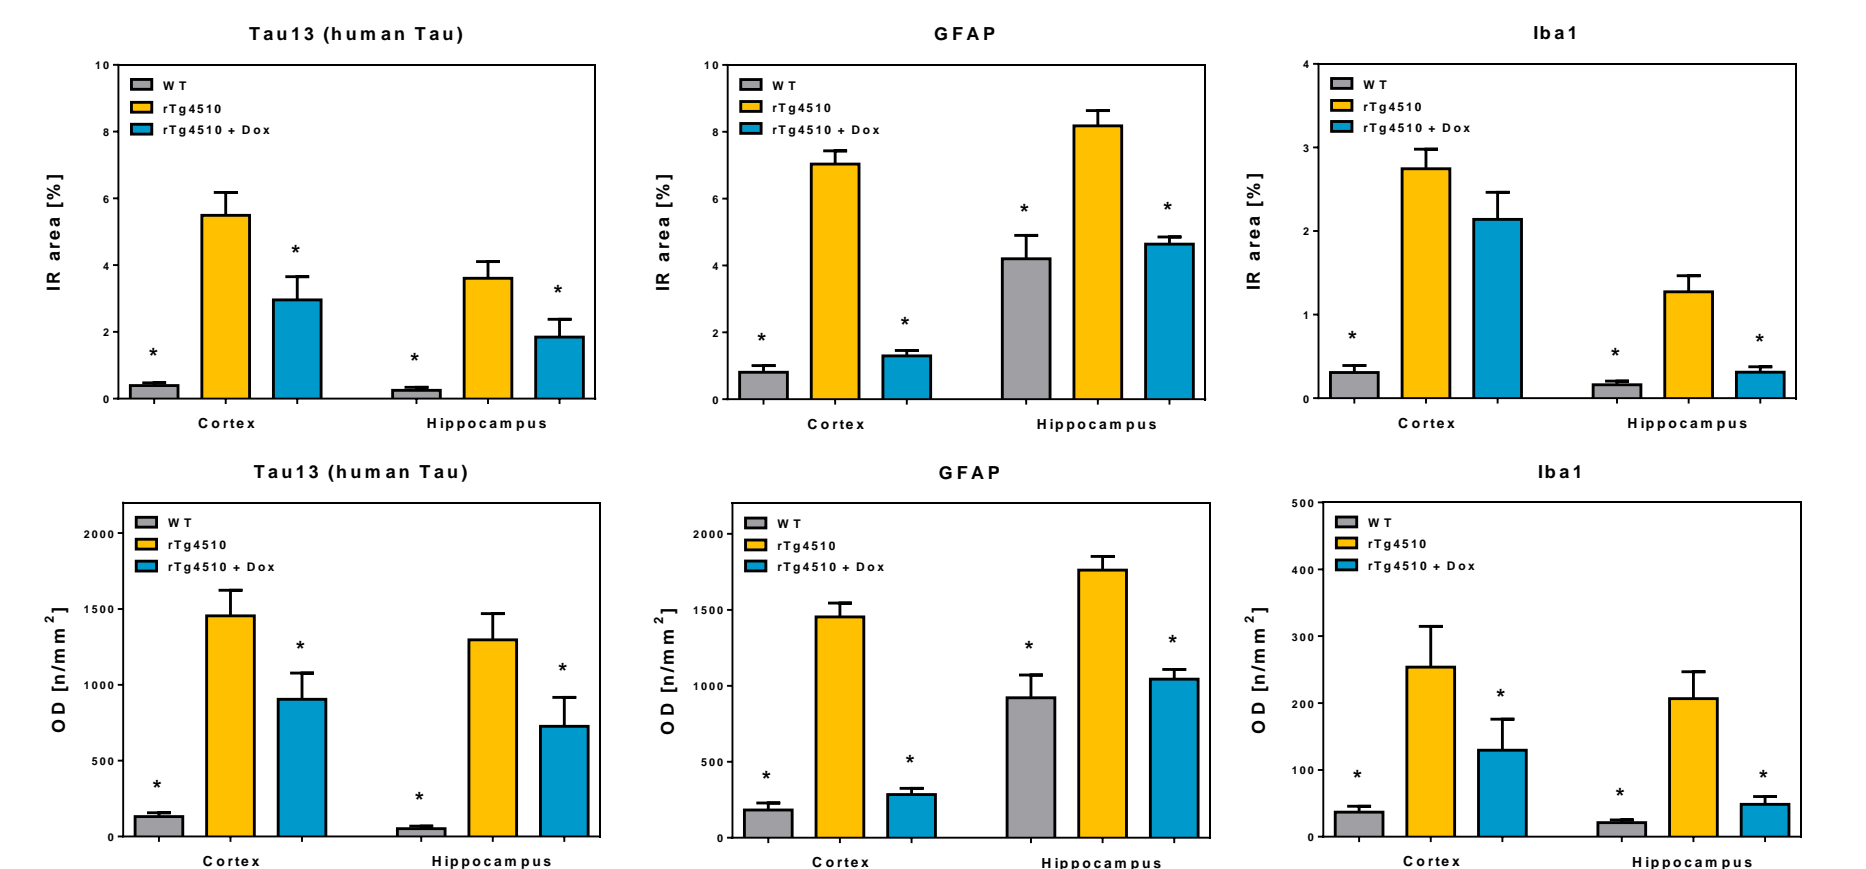 Tau13 (human Tau)
10
8
6
4
2
0
IR area [%]
WT
rTg4510
rTg4510 + Dox
*
*
*
*
Cortex
Hippocampus
GFAP
10
8
6
4
2
0
IR area [%]
WT
rTg4510
rTg4510 + Dox
*
*
*
*
Cortex
Hippocampus
Iba1
4
3
2
1
0
IR area [%]
WT
rTg4510
rTg4510 + Dox
*
*
*
Cortex
Hippocampus
Tau13 (human Tau)
2000
1500
1000
500
0
OD [n/mm²]
WT
rTg4510
rTg4510 + Dox
*
*
*
*
Cortex
Hippocampus
GFAP
2000
1500
1000
500
0
OD [n/mm²]
WT
rTg4510
rTg4510 + Dox
*
*
*
*
Cortex
Hippocampus
Iba1
500
400
300
200
100
0
OD [n/mm²]
WT
rTg4510
rTg4510 + Dox
*
*
*
*
Cortex
Hippocampus